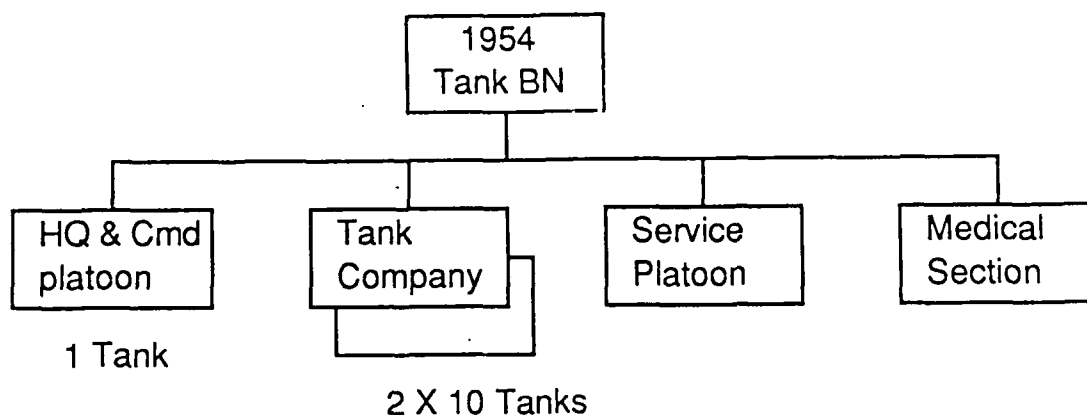 1954
Tank BN
HQ & Cmd
platoon
Tank
Company
Service
Platoon
Medical
Section
1 Tank
2 X 10 Tanks